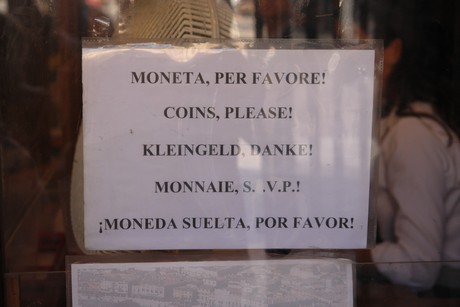 MONETA, PER FAVORE!
COINS, PLEASE!
KLEINGELD, DANKE!
MONNAIE, S. .V.P.!
¡MONEDA SUELTA, POR FAVOR!